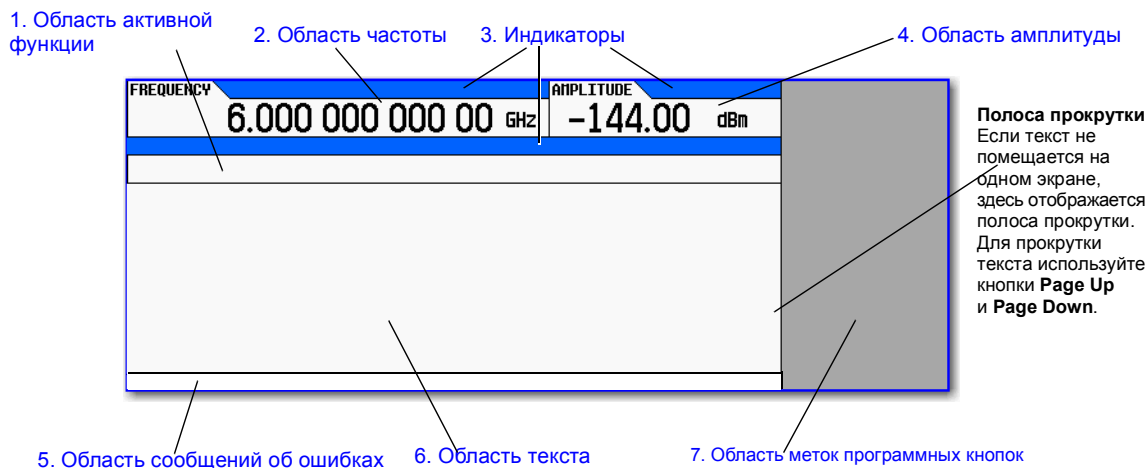 1. Область активной
функции
2. Область частоты
3. Индикаторы
4. Область амплитуды
FREQUENCY
6.000 000 000 00 GHz
AMPLITUDE
-144.00 dBm
Полоса прокрутки
Если текст не
помещается на
одном экране,
здесь отображается
полоса прокрутки.
Для прокрутки
текста используйте
кнопки Page Up
и Page Down.
5. Область сообщений об ошибках
6. Область текста
7. Область меток программных кнопок